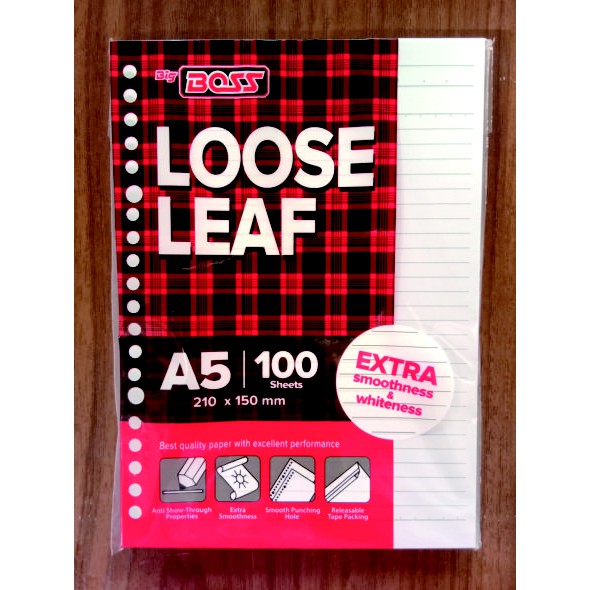 Big BOSS
LOOSE
LEAF
A5 | 100
Sheets
210 x 150 mm
EXTRA
smoothness
&
whiteness
Best quality paper with excellent performance
Anti Show-Through
Properties
Extra
Smoothness
Smooth Punching
Hole
Releasable
Tape Packing